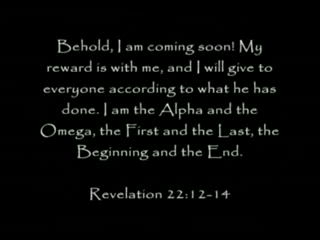 Behold, I am coming soon! My
reward is with me, and I will give to
everyone according to what he has
done. I am the Alpha and the
Omega, the First and the Last, the
Beginning and the End.
Revelation 22:12-14